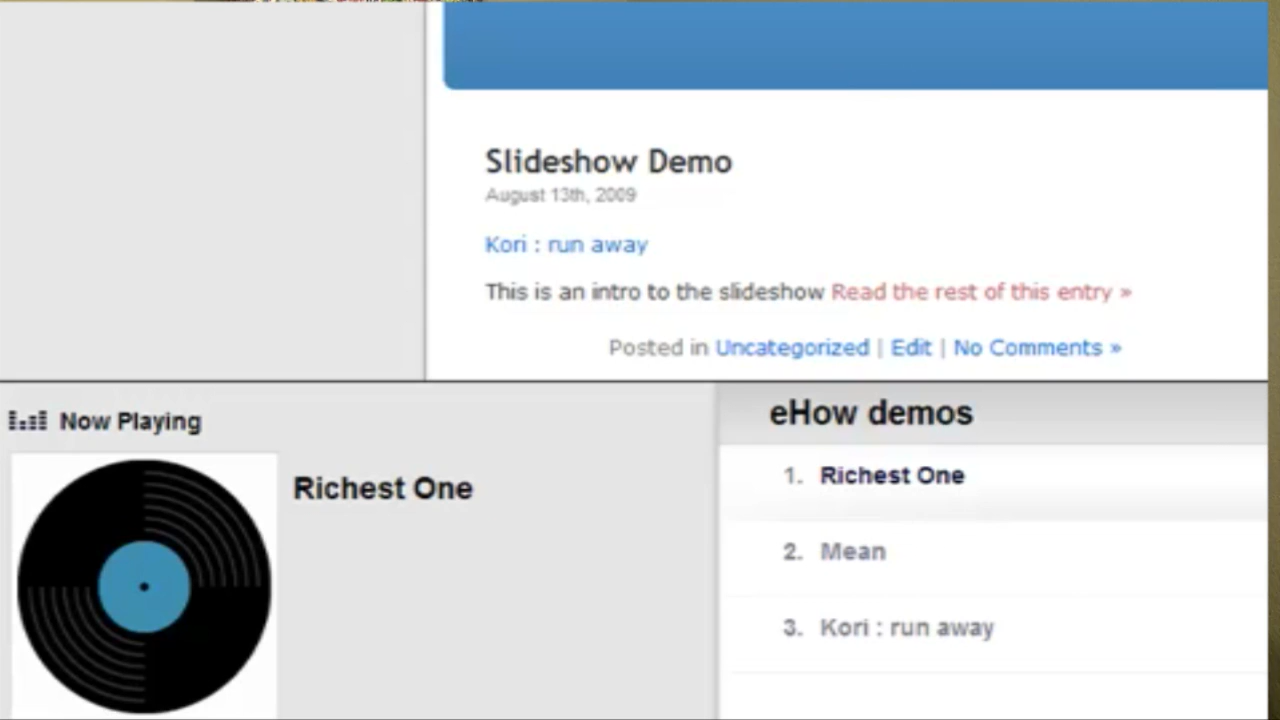 Slideshow Demo
August 13th, 2009
Kori : run away
This is an intro to the slideshow Read the rest of this entry »
Posted in Uncategorized | Edit | No Comments »
Now Playing
Richest One
eHow demos
1. Richest One
2. Mean
3. Kori : run away